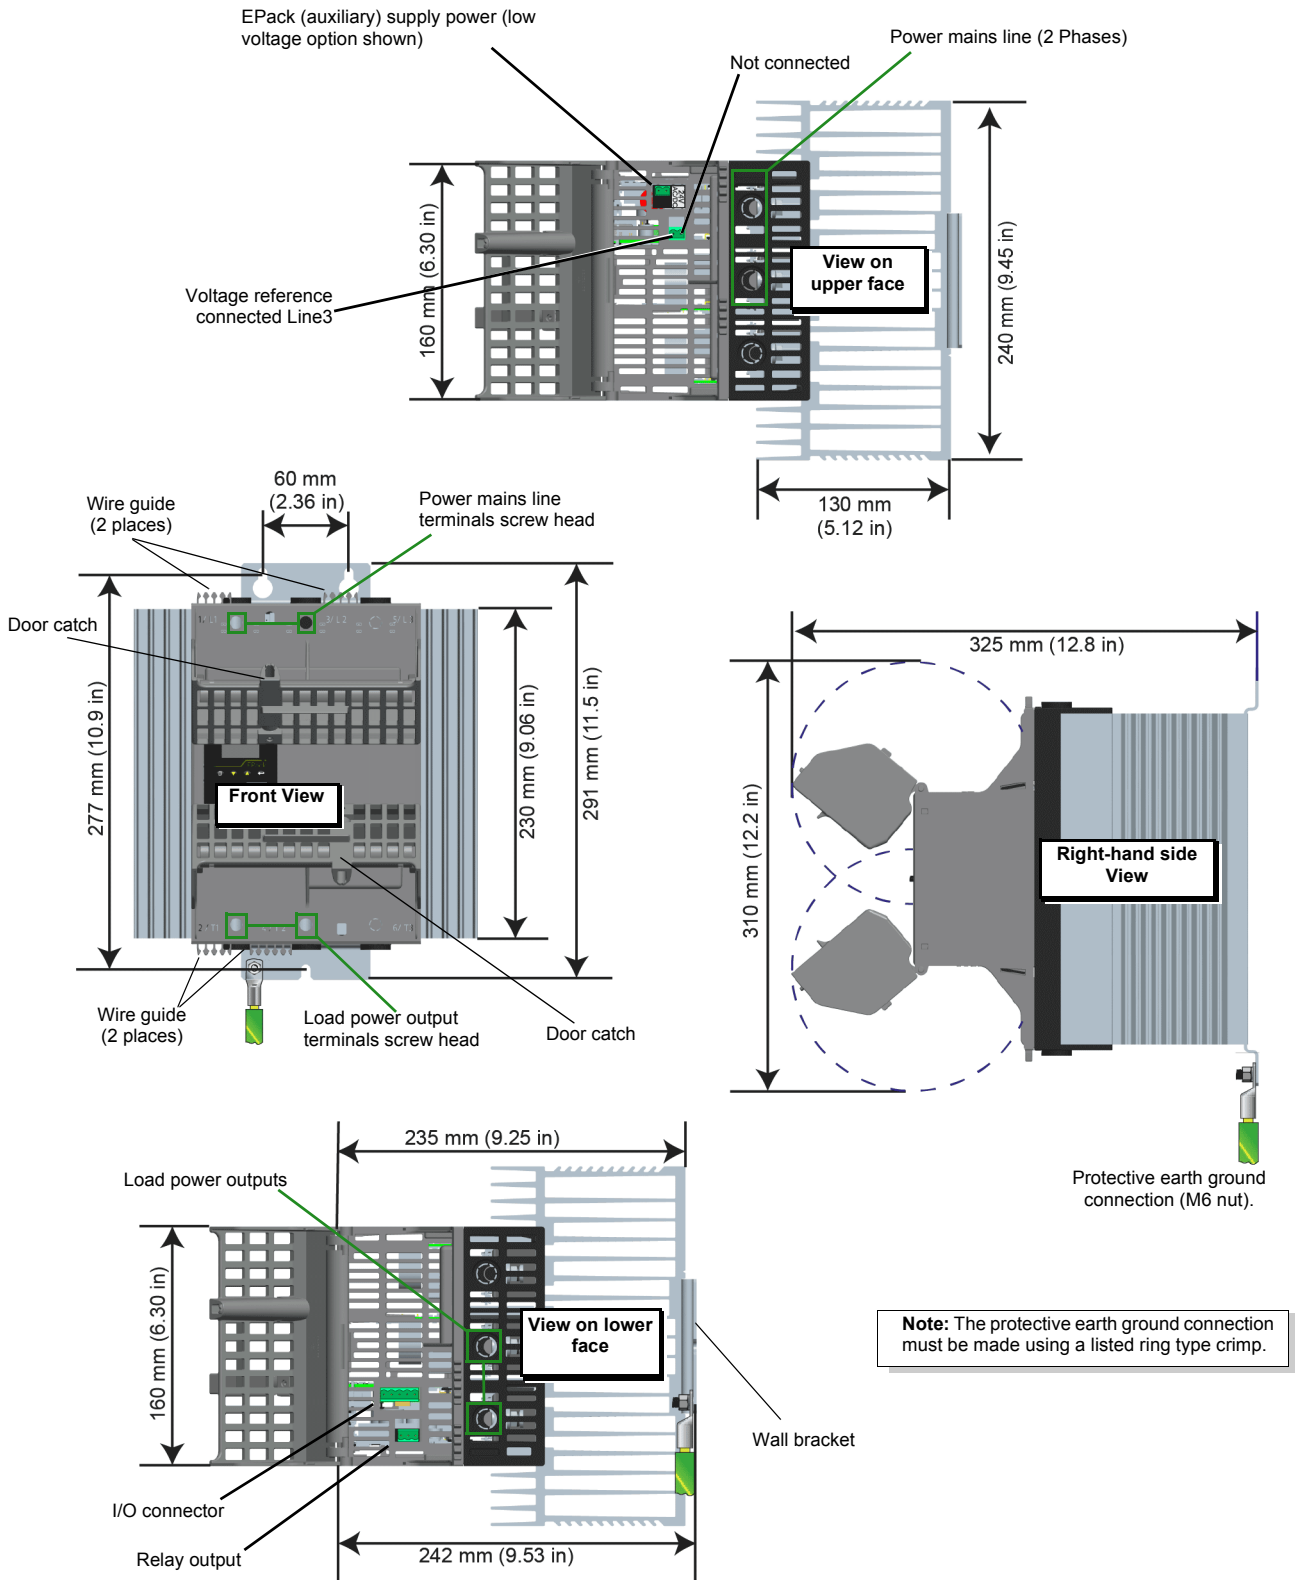 EPack (auxiliary) supply power (low
voltage option shown)
Power mains line (2 Phases)
Not connected
160 mm (6.30 in)
View on
upper face
240 mm (9.45 in)
Voltage reference
connected Line3
130 mm
(5.12 in)
60 mm
(2.36 in)
Wire guide
(2 places)
Power mains line
terminals screw head
Door catch
277 mm (10.9 in)
Front View
230 mm (9.06 in)
291 mm (11.5 in)
Wire guide
(2 places)
Load power output
terminals screw head
Door catch
325 mm (12.8 in)
310 mm (12.2 in)
Right-hand side
View
Protective earth ground
connection (M6 nut).
235 mm (9.25 in)
Load power outputs
160 mm (6.30 in)
View on lower
face
Note: The protective earth ground connection
must be made using a listed ring type crimp.
Wall bracket
I/O connector
Relay output
242 mm (9.53 in)